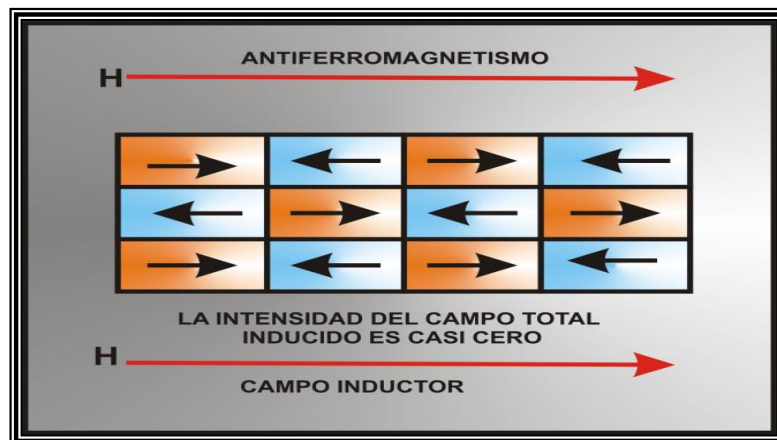 ANTIFERROMAGNETISMO
H
LA INTENSIDAD DEL CAMPO TOTAL
INDUCIDO ES CASI CERO
H
CAMPO INDUCTOR